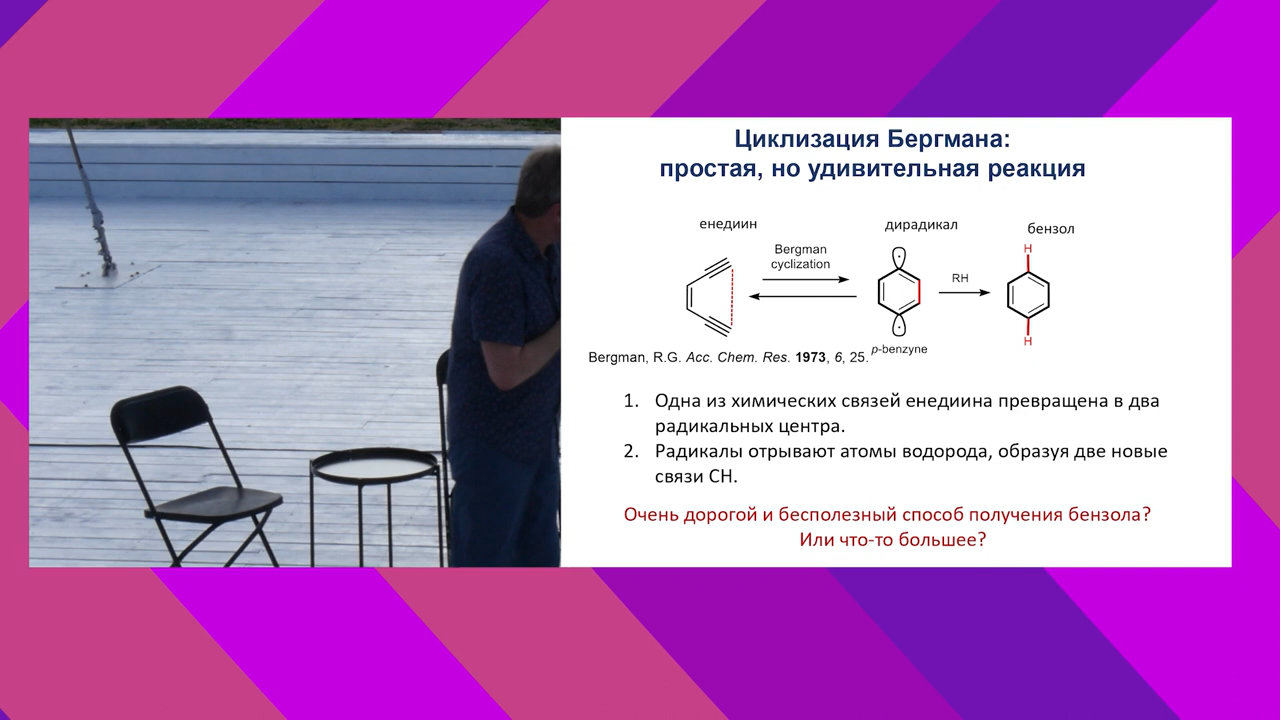 Циклизация Бергмана:
простая, но удивительная реакция
енедиин
дирадикал
бензол
Bergman
cyclization
RH
H
H
p-benzyne
Bergman, R.G. Acc. Chem. Res. 1973, 6, 25.
1. Одна из химических связей енедиина превращена в два
радикальных центра.
2. Радикалы отрывают атомы водорода, образуя две новые
связи CH.
Очень дорогой и бесполезный способ получения бензола?
Или что-то большее?